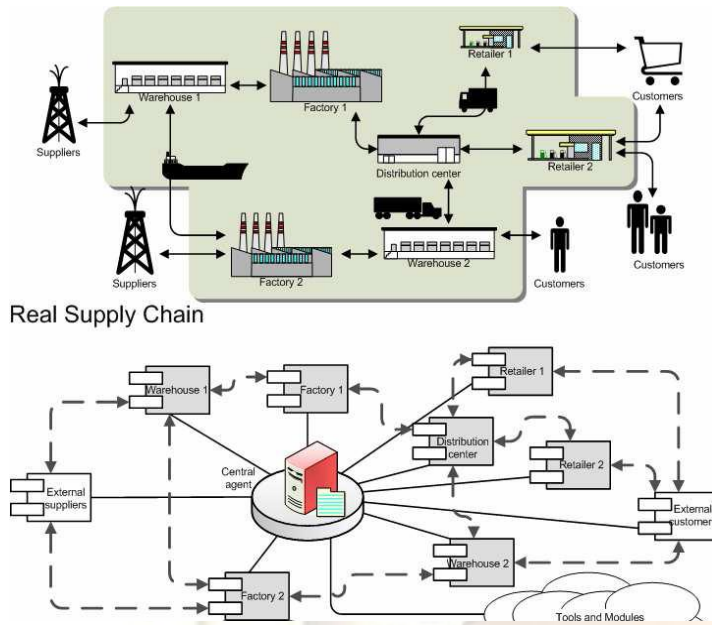 Retailer 1
Warehouse 1
Factory 1
Customers
Suppliers
Distribution center
Retailer 2
Warehouse 2
Factory 2
Suppliers
Customers
Customers
Real Supply Chain
Warehouse 1
Factory 1
Retailer 1
Distribution
center
Retailer 2
Central
agent
External
suppliers
External
customer
Warehouse 2
Factory 2
Tools and Modules